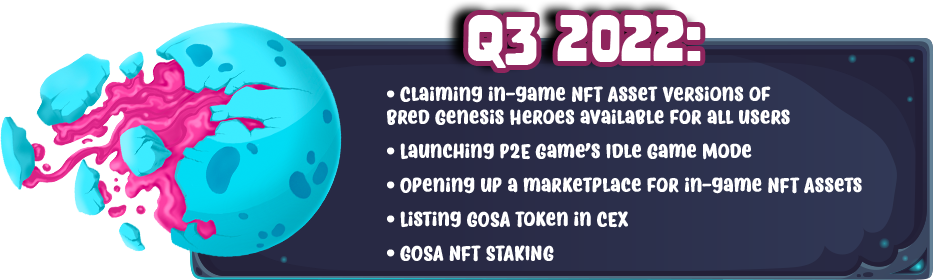 Q3 2022:
• Claiming in-game NFT Asset versions of
Bred Genesis Heroes available for all users
• Launching P2E Game's Idle Game Mode
• Opening up a marketplace for in-game NFT Assets
• Listing GOSA Token in CEX
• GOSA NFT STAKING